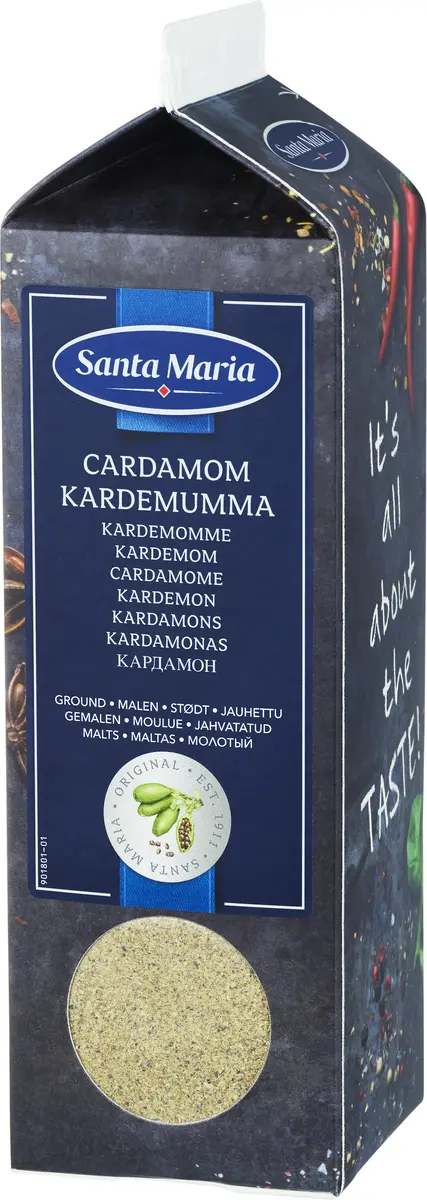 Santa Maria
Santa Maria
CARDAMOM
KARDEMUMMA
KARDEMOMME
KARDEMOM
CARDAMOME
KARDEMON
KARDAMONS
KARDAMONAS
КАРДАМОН
GROUND • MALEN • STØDT • JAUHETTU
GEMALEN • MOULUE • JAHVATATUD
MALTS • MALTAS • МОЛОТЫЙ
ORIGINAL • EST. 1911 • SANTA MARIA •
901801-01
It's
all
about
the
TASTE!